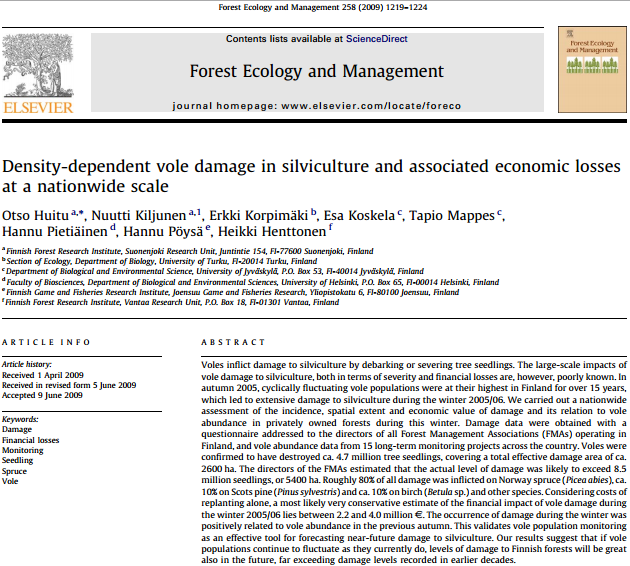 Forest Ecology and Management 258 (2009) 1219–1224
Contents lists available at ScienceDirect
Forest Ecology and Management
journal homepage: www.elsevier.com/locate/foreco
ELSEVIER
Forest Ecology
and Management
Density-dependent vole damage in silviculture and associated economic losses
at a nationwide scale
Otso Huitu a,*, Nuutti Kiljunen a,1, Erkki Korpimäki b, Esa Koskela c, Tapio Mappes c,
Hannu Pietiäinen d, Hannu Pöysä e, Heikki Henttonen f
a Finnish Forest Research Institute, Suonenjoki Research Unit, Juntintie 154, FI-77600 Suonenjoki, Finland
b Section of Ecology, Department of Biology, University of Turku, FI-20014 Turku, Finland
c Department of Biological and Environmental Science, University of Jyväskylä, P.O. Box 53, FI-40014 Jyväskylä, Finland
d Faculty of Biosciences, Department of Biological and Environmental Sciences, University of Helsinki, P.O. Box 65, FI-00014 Helsinki, Finland
e Finnish Game and Fisheries Research Institute, Joensuu Game and Fisheries Research, Yliopistokatu 6, FI-80100 Joensuu, Finland
f Finnish Forest Research Institute, Vantaa Research Unit, P.O. Box 18, FI-01301 Vantaa, Finland
ARTICLE INFO
Article history:
Received 1 April 2009
Received in revised form 5 June 2009
Accepted 9 June 2009
Keywords:
Damage
Financial losses
Monitoring
Seedling
Spruce
Vole
ABSTRACT
Voles inflict damage to silviculture by debarking or severing tree seedlings. The large-scale impacts of
vole damage to silviculture, both in terms of severity and financial losses are, however, poorly known. In
autumn 2005, cyclically fluctuating vole populations were at their highest in Finland for over 15 years,
which led to extensive damage to silviculture during the winter 2005/06. We carried out a nationwide
assessment of the incidence, spatial extent and economic value of damage and its relation to vole
abundance in privately owned forests during this winter. Damage data were obtained with a
questionnaire addressed to the directors of all Forest Management Associations (FMAs) operating in
Finland, and vole abundance data from 15 long-term monitoring projects across the country. Voles were
confirmed to have destroyed ca. 4.7 million tree seedlings, covering a total effective damage area of ca.
2600 ha. The directors of the FMAs estimated that the actual level of damage was likely to exceed 8.5
million seedlings, or 5400 ha. Roughly 80% of all damage was inflicted on Norway spruce (Picea abies), ca.
10% on Scots pine (Pinus sylvestris) and ca. 10% on birch (Betula sp.) and other species. Considering costs of
replanting alone, a most likely very conservative estimate of the financial impact of vole damage during
the winter 2005/06 lies between 2.2 and 4.0 million €. The occurrence of damage during the winter was
positively related to vole abundance in the previous autumn. This validates vole population monitoring
as an effective tool for forecasting near-future damage to silviculture. Our results suggest that if vole
populations continue to fluctuate as they currently do, levels of damage to Finnish forests will be great
also in the future, far exceeding damage levels recorded in earlier decades.